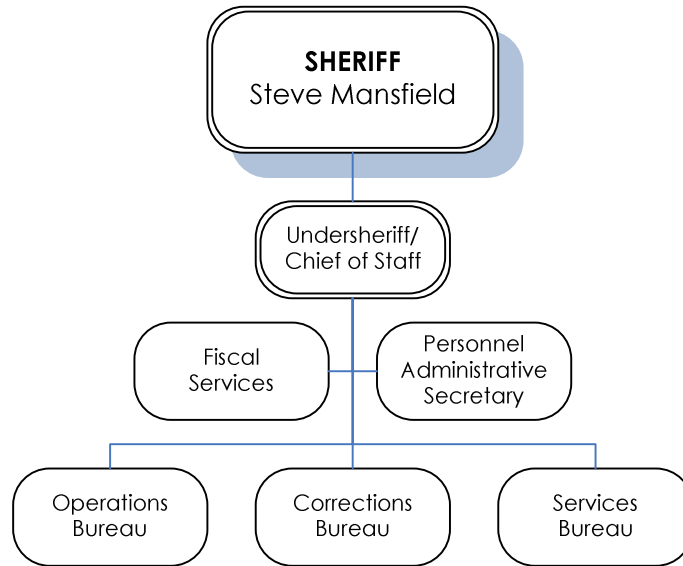 SHERIFF
Steve Mansfield
Undersheriff/
Chief of Staff
Fiscal
Services
Personnel
Administrative
Secretary
Operations
Bureau
Corrections
Bureau
Services
Bureau